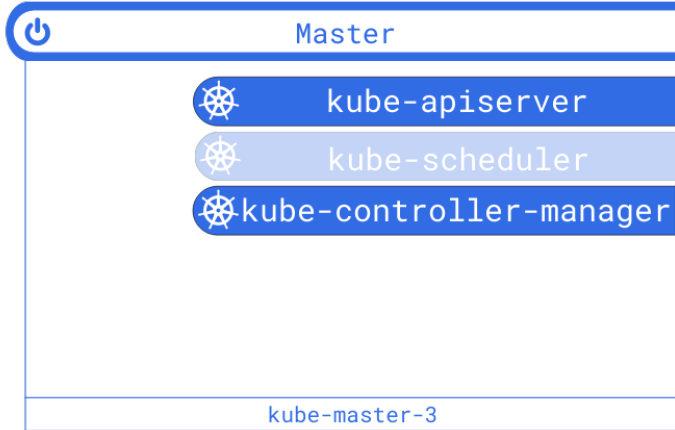 Master
kube-apiserver
kube-scheduler
kube-controller-manager
kube-master-3